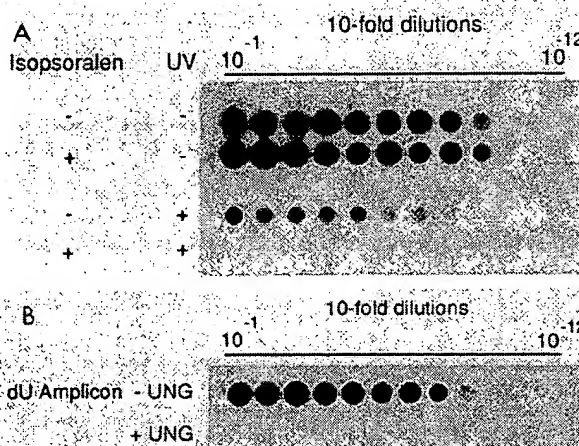 A
10-fold dilutions
Isopsoralen UV 10-1 10-12
- -
+ -
- +
+ +
B
10-fold dilutions
10-1 10-12
dU Amplicon - UNG
+ UNG